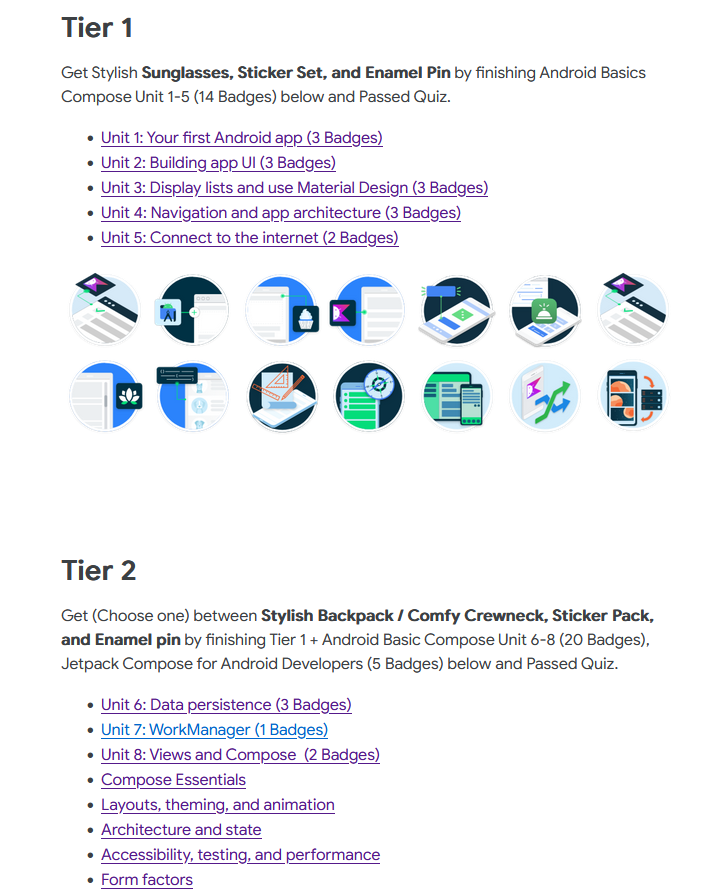 Tier 1
Get Stylish Sunglasses, Sticker Set, and Enamel Pin by finishing Android Basics
Compose Unit 1-5 (14 Badges) below and Passed Quiz.
Unit 1: Your first Android app (3 Badges)
Unit 2: Building app UI (3 Badges)
Unit 3: Display lists and use Material Design (3 Badges)
Unit 4: Navigation and app architecture (3 Badges)
Unit 5: Connect to the internet (2 Badges)
Tier 2
Get (Choose one) between Stylish Backpack / Comfy Crewneck, Sticker Pack,
and Enamel pin by finishing Tier 1 + Android Basic Compose Unit 6-8 (20 Badges),
Jetpack Compose for Android Developers (5 Badges) below and Passed Quiz.
Unit 6: Data persistence (3 Badges)
Unit 7: WorkManager (1 Badges)
Unit 8: Views and Compose  (2 Badges)
Compose Essentials
Layouts, theming, and animation
Architecture and state
Accessibility, testing, and performance
Form factors